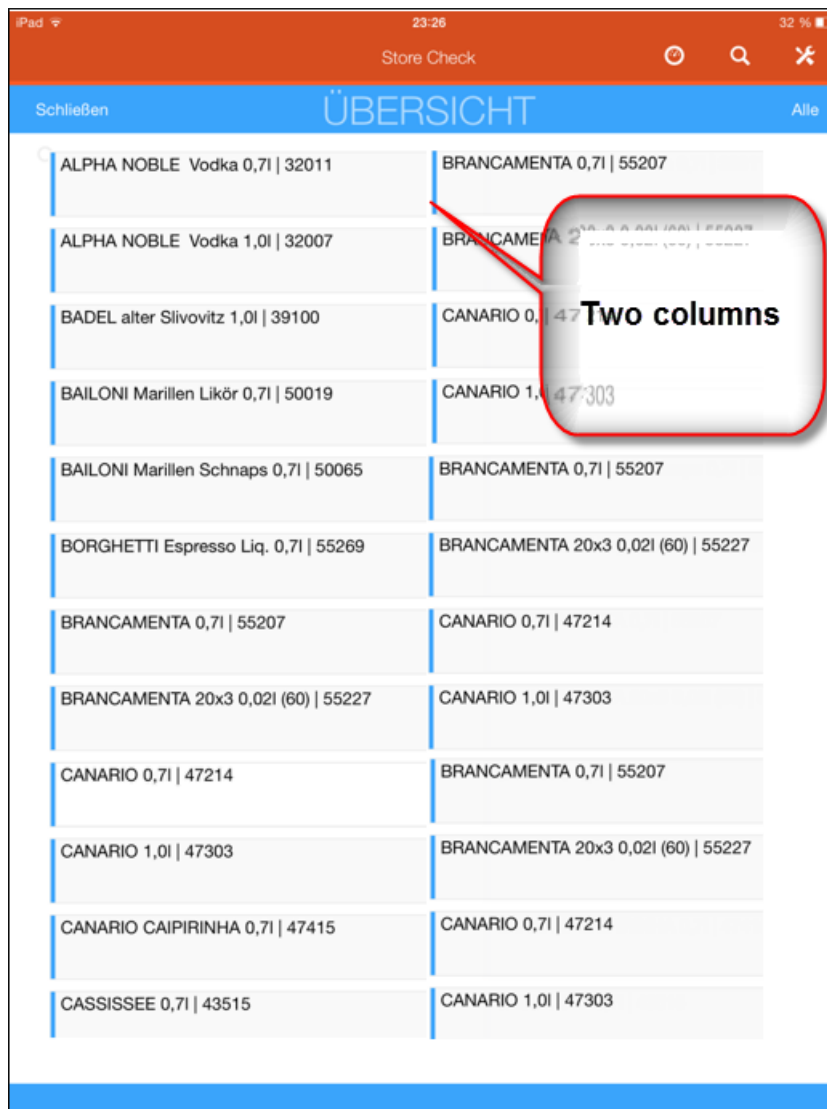 iPad 23:26 32 %
Store Check
Schließen ÜBERSICHT Alle
ALPHA NOBLE Vodka 0,7l | 32011
BRANCAMENTA 0,7l | 55207
ALPHA NOBLE Vodka 1,0l | 32007
BRANCAMENTA
BADEL alter Slivovitz 1,0l | 39100
CANARIO 0,
Two columns
BAILONI Marillen Likör 0,7l | 50019
CANARIO 1, 47303
BAILONI Marillen Schnaps 0,7l | 50065
BRANCAMENTA 0,7l | 55207
BORGHETTI Espresso Liq. 0,7l | 55269
BRANCAMENTA 20x3 0,02l (60) | 55227
BRANCAMENTA 0,7l | 55207
CANARIO 0,7l | 47214
BRANCAMENTA 20x3 0,02l (60) | 55227
CANARIO 1,0l | 47303
CANARIO 0,7l | 47214
BRANCAMENTA 0,7l | 55207
CANARIO 1,0l | 47303
BRANCAMENTA 20x3 0,02l (60) | 55227
CANARIO CAIPIRINHA 0,7l | 47415
CANARIO 0,7l | 47214
CASSISSEE 0,7l | 43515
CANARIO 1,0l | 47303